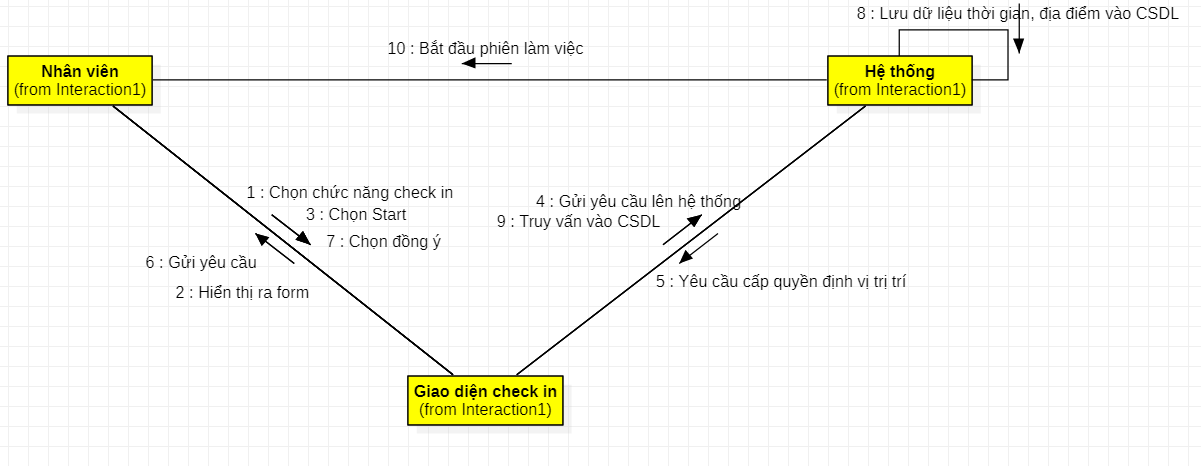 8 : Lưu dữ liệu thời gian, địa điểm vào CSDL
10 : Bắt đầu phiên làm việc
Nhân viên
(from Interaction1)
Hệ thống
(from Interaction1)
1 : Chọn chức năng check in
3 : Chọn Start
7 : Chọn đồng ý
6 : Gửi yêu cầu
2 : Hiển thị ra form
4 : Gửi yêu cầu lên hệ thống
9 : Truy vấn vào CSDL
5 : Yêu cầu cấp quyền định vị trị trí
Giao diện check in
(from Interaction1)